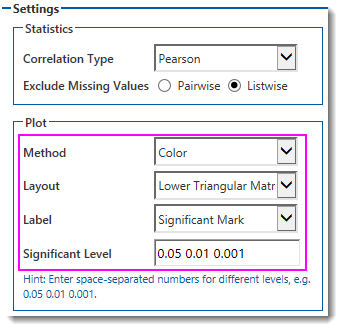 Settings
Statistics
Correlation Type Pearson
Exclude Missing Values Pairwise Listwise
Plot
Method Color
Layout Lower Triangular Matr
Label Significant Mark
Significant Level 0.05 0.01 0.001
Hint: Enter space-separated numbers for different levels, e.g.
0.05 0.01 0.001.